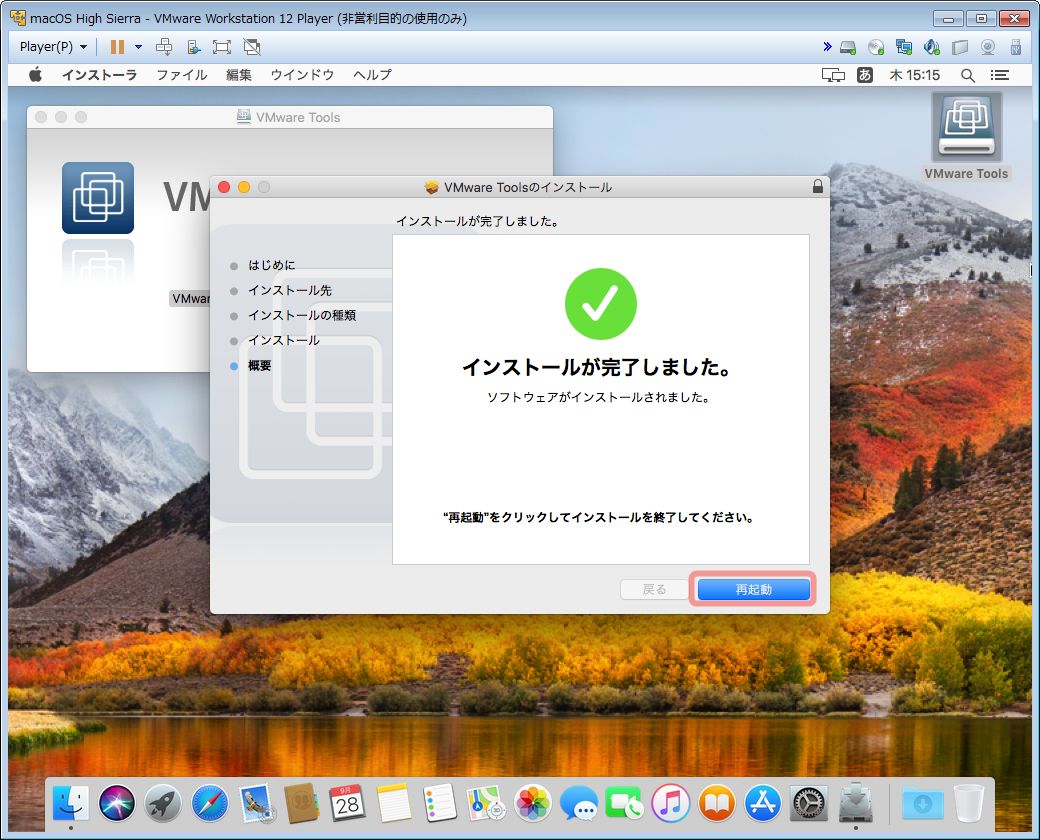 macOS High Sierra - VMware Workstation 12 Player (非営利目的の使用のみ)
Player(P)
インストーラ ファイル 編集 ウインドウ ヘルプ
あ 木 15:15
VMware Tools
VMware Tools
VM
VMwar
VMware Toolsのインストール
インストールが完了しました。
はじめに
インストール先
インストールの種類
インストール
概要
インストールが完了しました。
ソフトウェアがインストールされました。
“再起動”をクリックしてインストールを終了してください。
戻る 再起動
9月
28